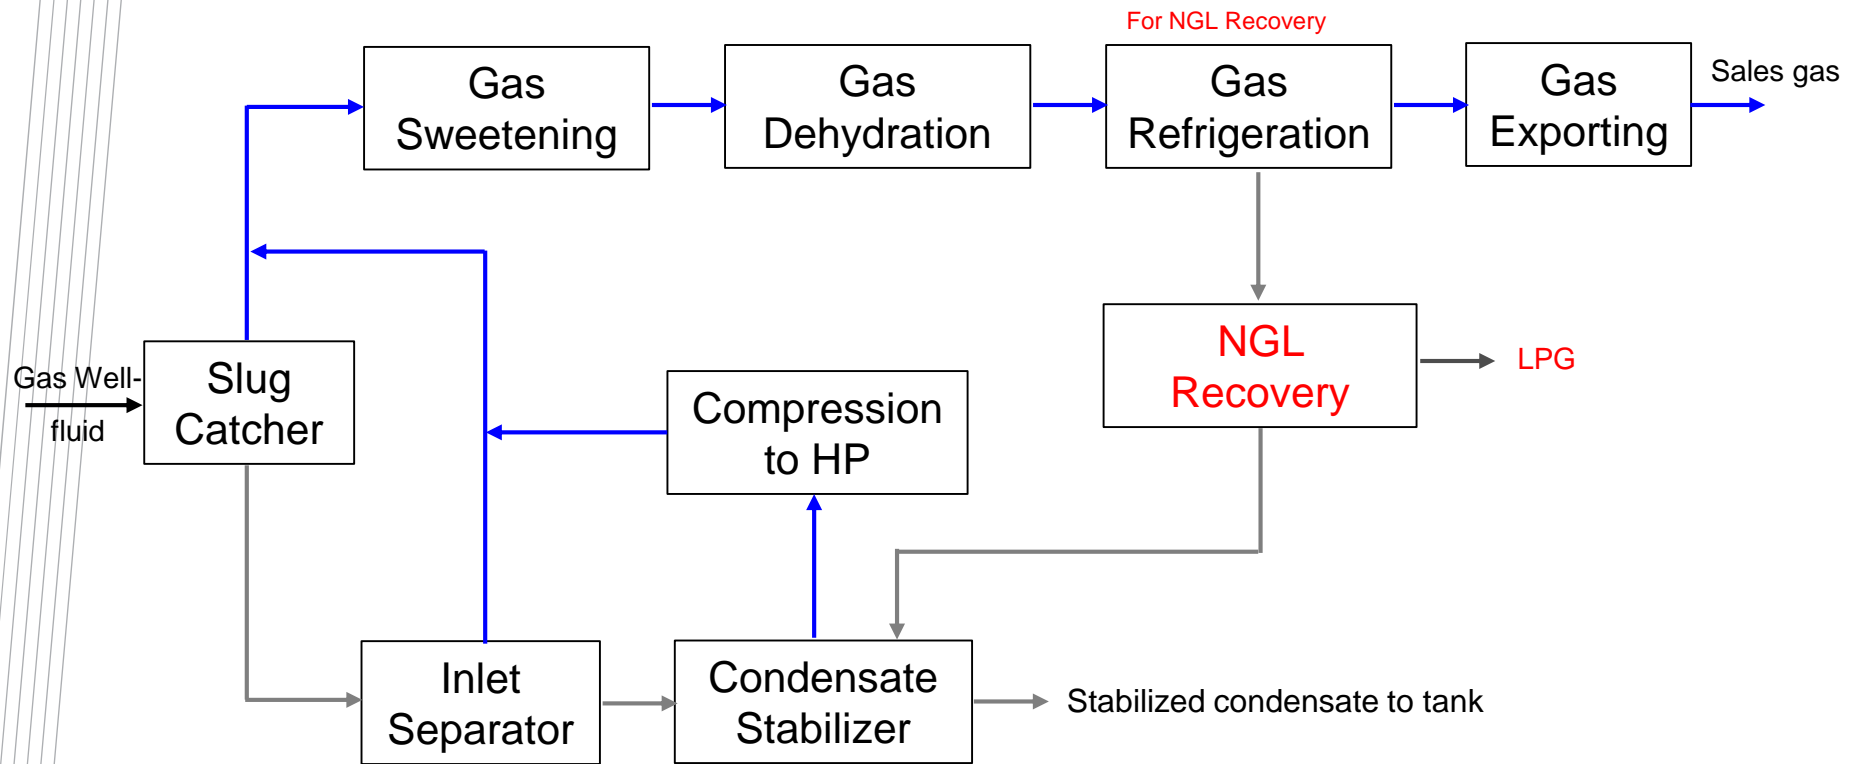 For NGL Recovery
Gas
Sweetening
Gas
Dehydration
Gas
Refrigeration
Gas
Exporting
Sales gas
Gas Well-
fluid
Slug
Catcher
Compression
to HP
NGL
Recovery
LPG
Inlet
Separator
Condensate
Stabilizer
Stabilized condensate to tank